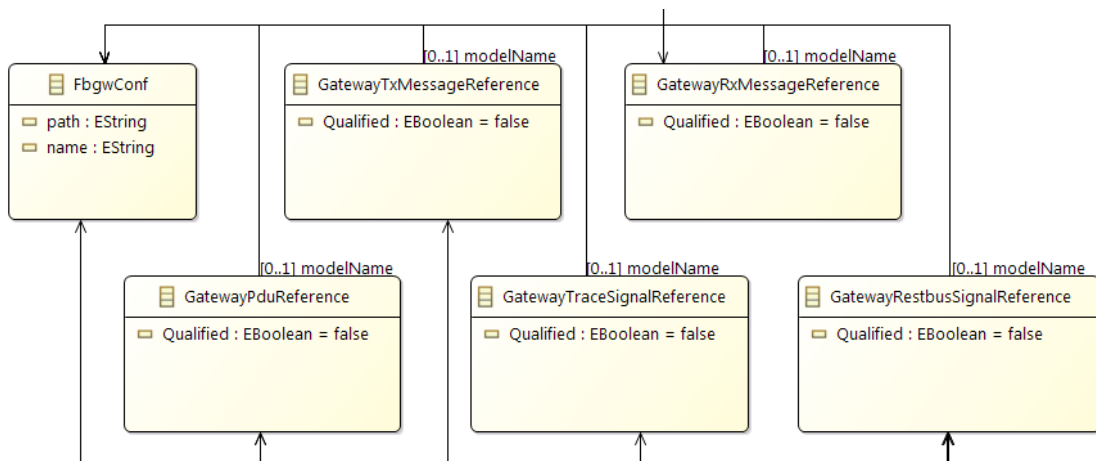 [0..1] modelName
[0..1] modelName
FbgwConf
GatewayTxMessageReference
GatewayRxMessageReference
path : EString
Qualified : EBoolean = false
Qualified : EBoolean = false
name : EString
[0..1] modelName
[0..1] modelName
[0..1] modelName
GatewayPduReference
GatewayTraceSignalReference
GatewayRestbusSignalReference
Qualified : EBoolean = false
Qualified : EBoolean = false
Qualified : EBoolean = false